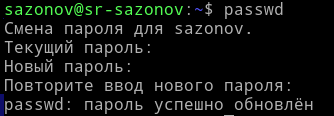 sazonov@sr-sazonov:~$ passwd
Смена пароля для sazonov.
Текущий пароль:
Новый пароль:
Повторите ввод нового пароля:
passwd: пароль успешно обновлён